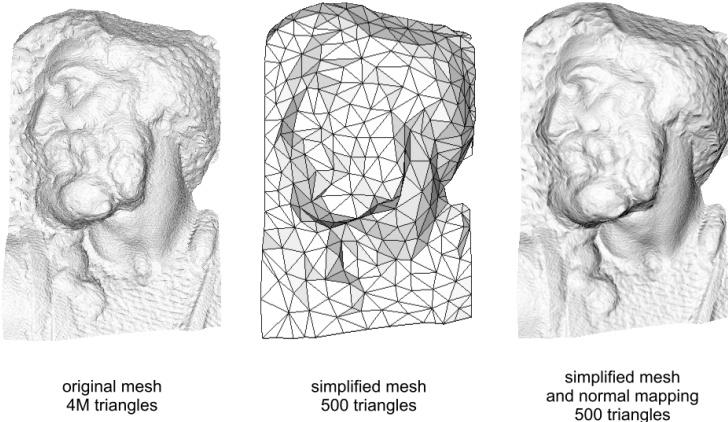 original mesh
4M triangles
simplified mesh
500 triangles
simplified mesh
and normal mapping
500 triangles